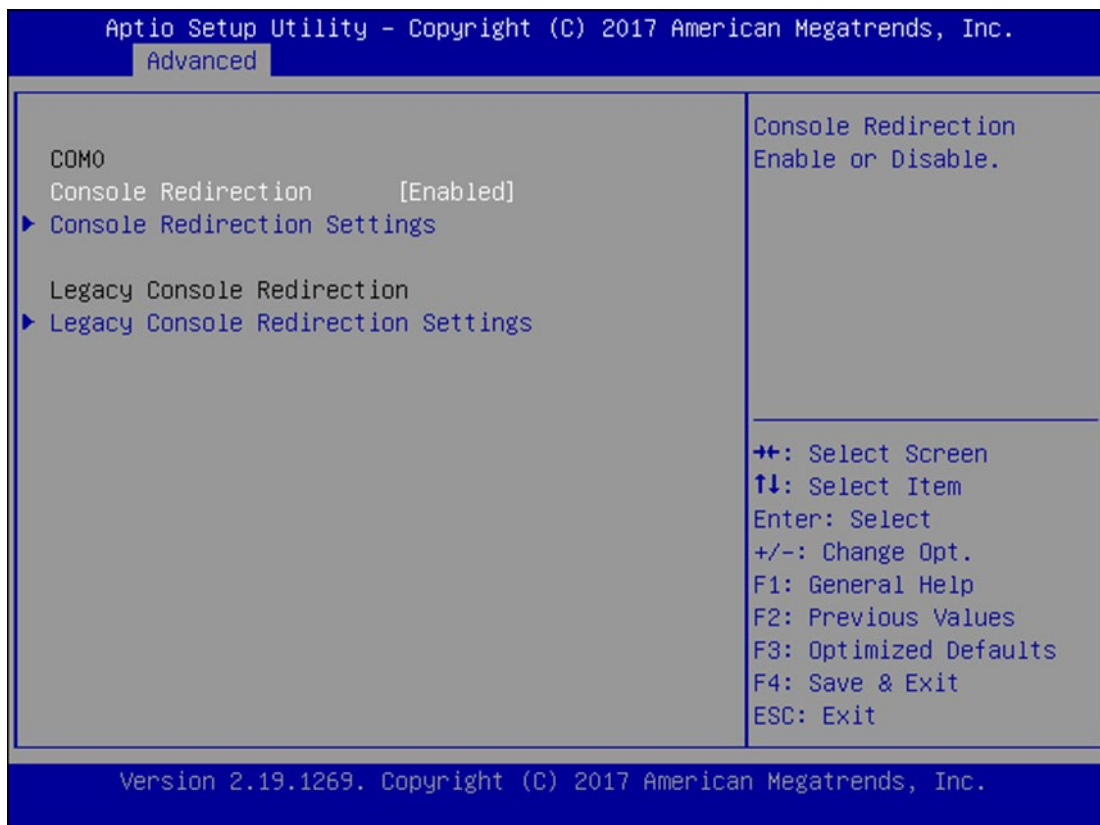 Aptio Setup Utility – Copyright (C) 2017 American Megatrends, Inc.
Advanced
COM0
Console Redirection [Enabled]
▶ Console Redirection Settings
Legacy Console Redirection
▶ Legacy Console Redirection Settings
Console Redirection
Enable or Disable.
→←: Select Screen
↑↓: Select Item
Enter: Select
+/-: Change Opt.
F1: General Help
F2: Previous Values
F3: Optimized Defaults
F4: Save & Exit
ESC: Exit
Version 2.19.1269. Copyright (C) 2017 American Megatrends, Inc.